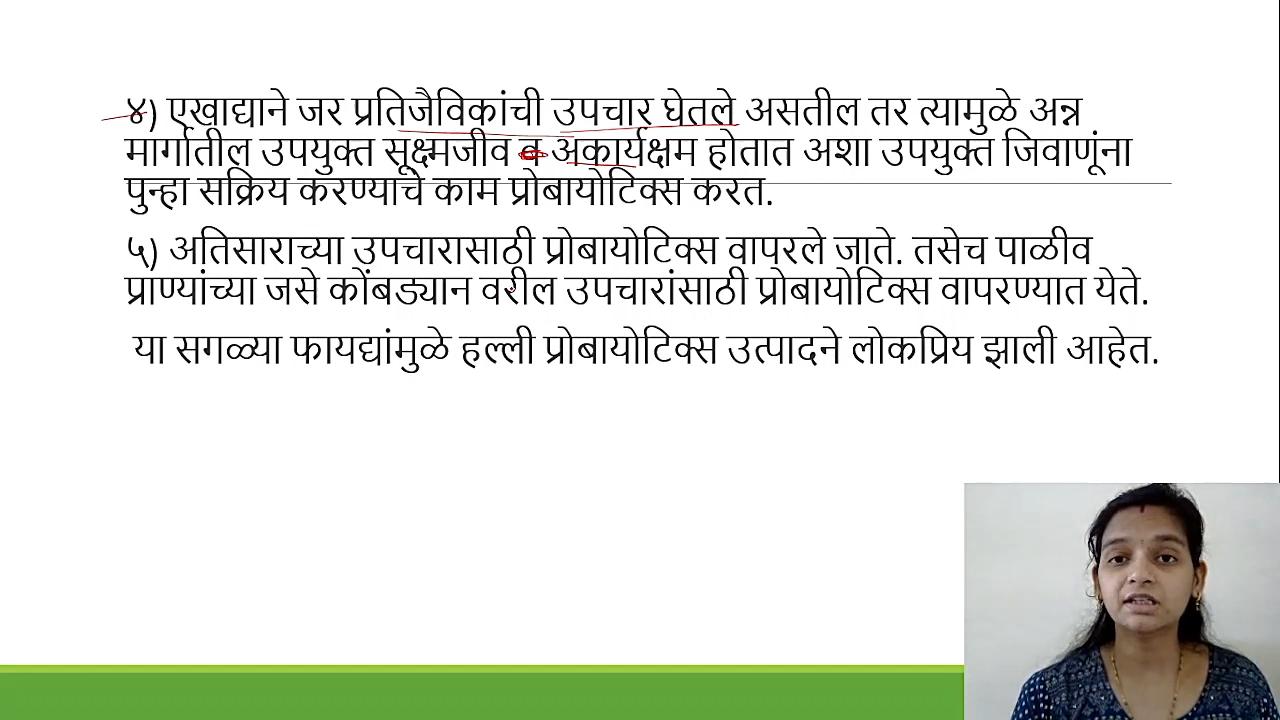 ४) एखाद्याने जर प्रतिजैविकांची उपचार घेतले असतील तर त्यामुळे अन्न
मार्गातील उपयुक्त सूक्ष्मजीव व अकार्यक्षम होतात अशा उपयुक्त जिवाणूंना
पुन्हा सक्रिय करण्याचे काम प्रोबायोटिक्स करत.
५) अतिसाराच्या उपचारासाठी प्रोबायोटिक्स वापरले जाते. तसेच पाळीव
प्राण्यांच्या जसे कोंबड्यान वरील उपचारांसाठी प्रोबायोटिक्स वापरण्यात येते.
या सगळ्या फायद्यांमुळे हल्ली प्रोबायोटिक्स उत्पादने लोकप्रिय झाली आहेत.